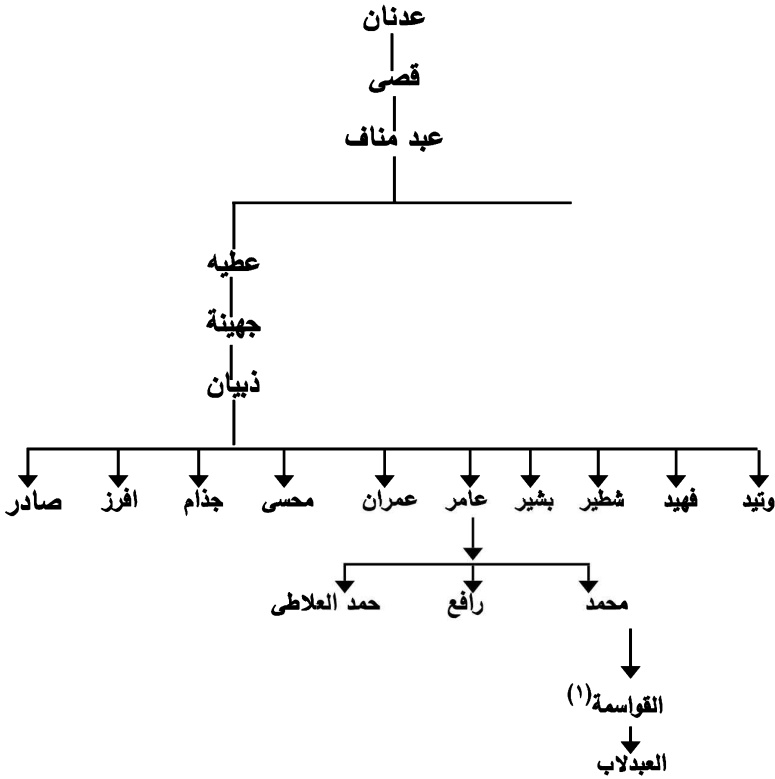 عدنان
قصى
عبد مناف
عطيه
جهينة
ذبيان
وتيد فهيد شطير بشير عامر عمران محسى جذام افرز صادر
محمد رافع حمد العلاطى
القواسمة(١)
العبدلاب